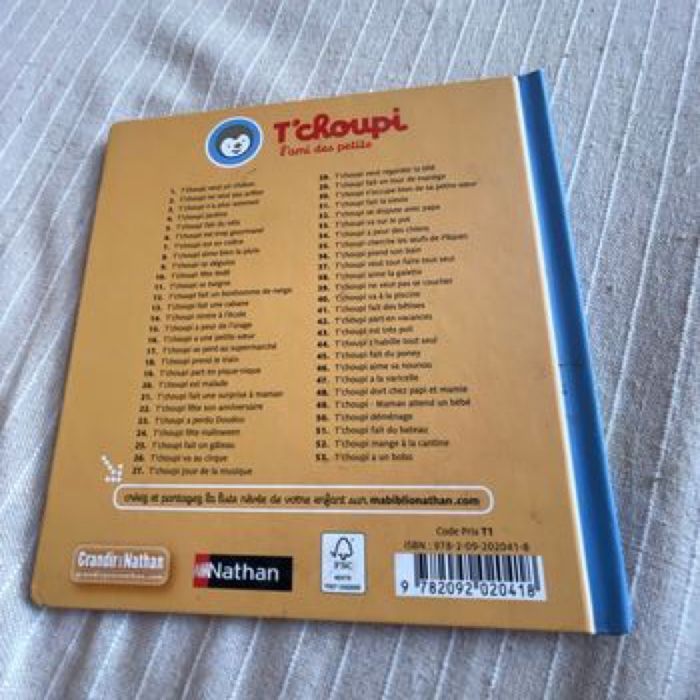 T'choupi
l'ami des petits
1. T'choupi veut un chaton
2. T'choupi ne veut pas prêter
3. T'choupi n'a plus sommeil
4. T'choupi jardine
5. T'choupi fait du vélo
6. T'choupi est trop gourmand
7. T'choupi est en colère
8. T'choupi aime bien la pluie
9. T'choupi se déguise
10. T'choupi fête Noël
11. T'choupi se baigne
12. T'choupi fait un bonhomme de neige
13. T'choupi fait une cabane
14. T'choupi rentre à l'école
15. T'choupi a peur de l'orage
16. T'choupi a une petite sœur
17. T'choupi se perd au supermarché
18. T'choupi prend le train
19. T'choupi part en pique-nique
20. T'choupi est malade
21. T'choupi fait une surprise à maman
22. T'choupi fête son anniversaire
23. T'choupi a perdu Doudou
24. T'choupi fête Halloween
25. T'choupi fait un gâteau
26. T'choupi va au cirque
27. T'choupi joue de la musique
28. T'choupi veut regarder la télé
29. T'choupi fait un tour de manège
30. T'choupi s'occupe bien de sa petite sœur
31. T'choupi fait la sieste
32. T'choupi se dispute avec papa
33. T'choupi va sur le pot
34. T'choupi a peur des chiens
35. T'choupi cherche les œufs de Pâques
36. T'choupi prend son bain
37. T'choupi veut tout faire tout seul
38. T'choupi aime la galette
39. T'choupi ne veut pas se coucher
40. T'choupi va à la piscine
41. T'choupi fait des bêtises
42. T'choupi part en vacances
43. T'choupi est très poli
44. T'choupi s'habille tout seul
45. T'choupi fait du poney
46. T'choupi aime sa nounou
47. T'choupi a la varicelle
48. T'choupi dort chez papi et mamie
49. T'choupi - Maman attend un bébé
50. T'choupi déménage
51. T'choupi fait du bateau
52. T'choupi mange à la cantine
53. T'choupi a un bobo
créez et partagez la liste rêvée de votre enfant sur mabiblionathan.com
Code Prix T1
ISBN : 978-2-09-202041-8
Grandir Nathan
Nathan
FSC
MIXTE
9 782092 020418